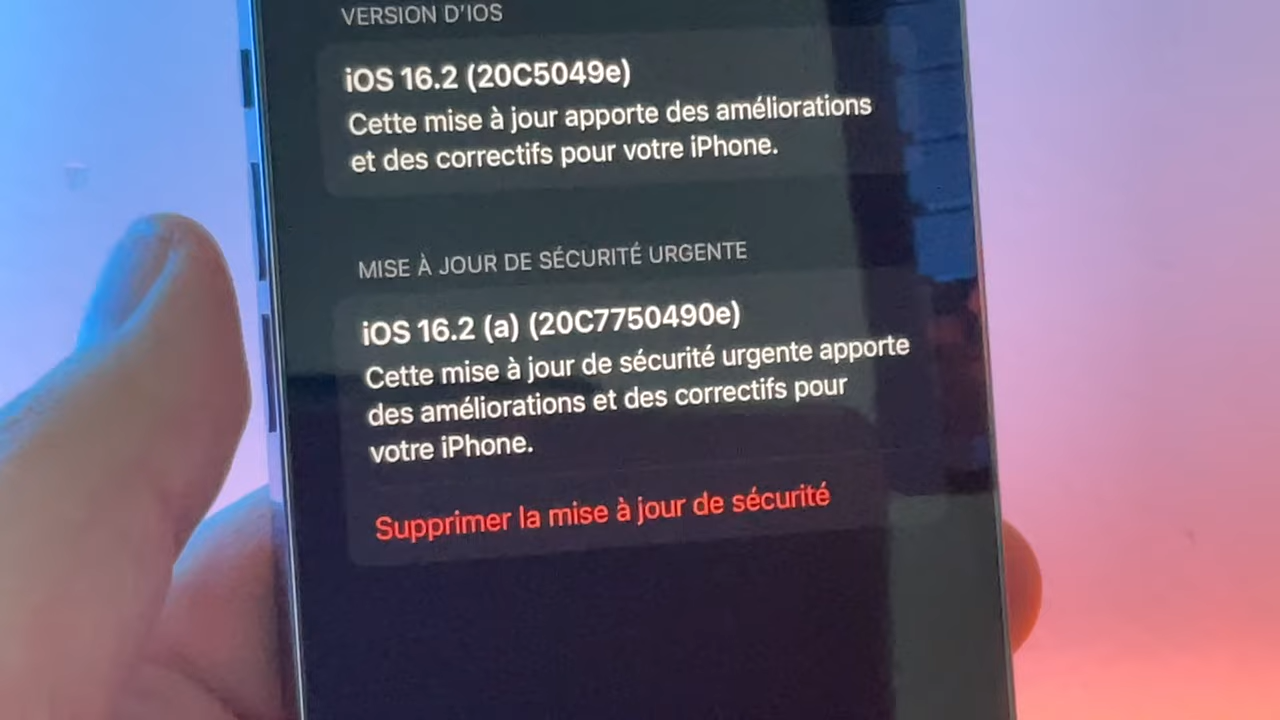 VERSION D'IOS
iOS 16.2 (20C5049e)
Cette mise à jour apporte des améliorations
et des correctifs pour votre iPhone.
MISE À JOUR DE SÉCURITÉ URGENTE
iOS 16.2 (a) (20C7750490e)
Cette mise à jour de sécurité urgente apporte
des améliorations et des correctifs pour
votre iPhone.
Supprimer la mise à jour de sécurité